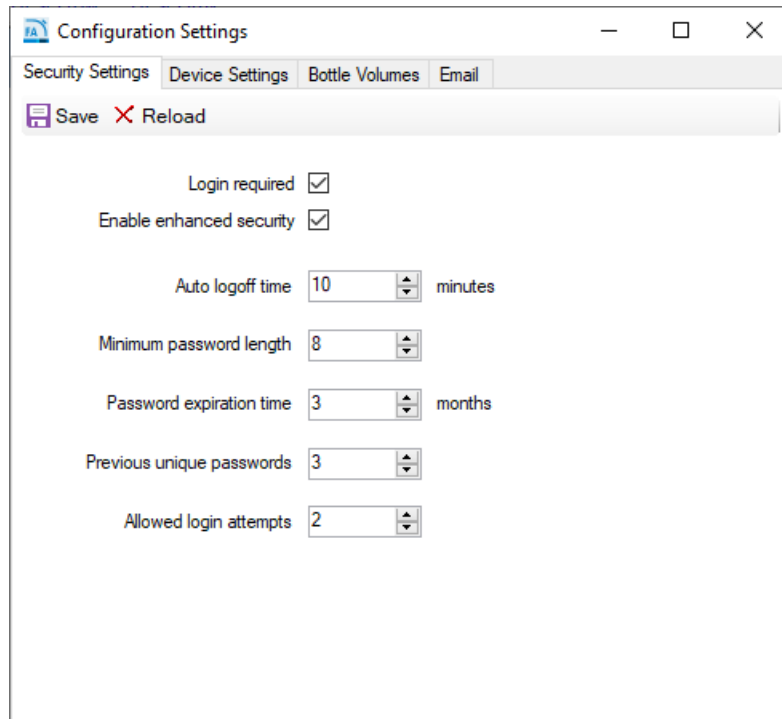 FA Configuration Settings
Security Settings Device Settings Bottle Volumes Email
Save Reload
Login required
Enable enhanced security
Auto logoff time 10 minutes
Minimum password length 8
Password expiration time 3 months
Previous unique passwords 3
Allowed login attempts 2